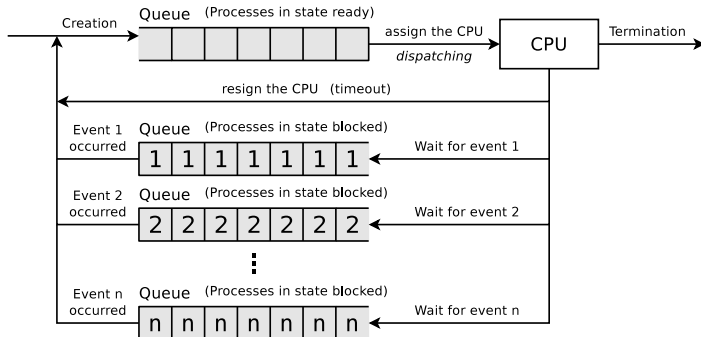 Creation
Queue (Processes in state ready)
assign the CPU
dispatching
CPU
Termination
resign the CPU (timeout)
Event 1
occurred
Queue (Processes in state blocked)
1 1 1 1 1 1 1
Wait for event 1
Event 2
occurred
Queue (Processes in state blocked)
2 2 2 2 2 2 2
Wait for event 2
Event n
occurred
Queue (Processes in state blocked)
n n n n n n n
Wait for event n